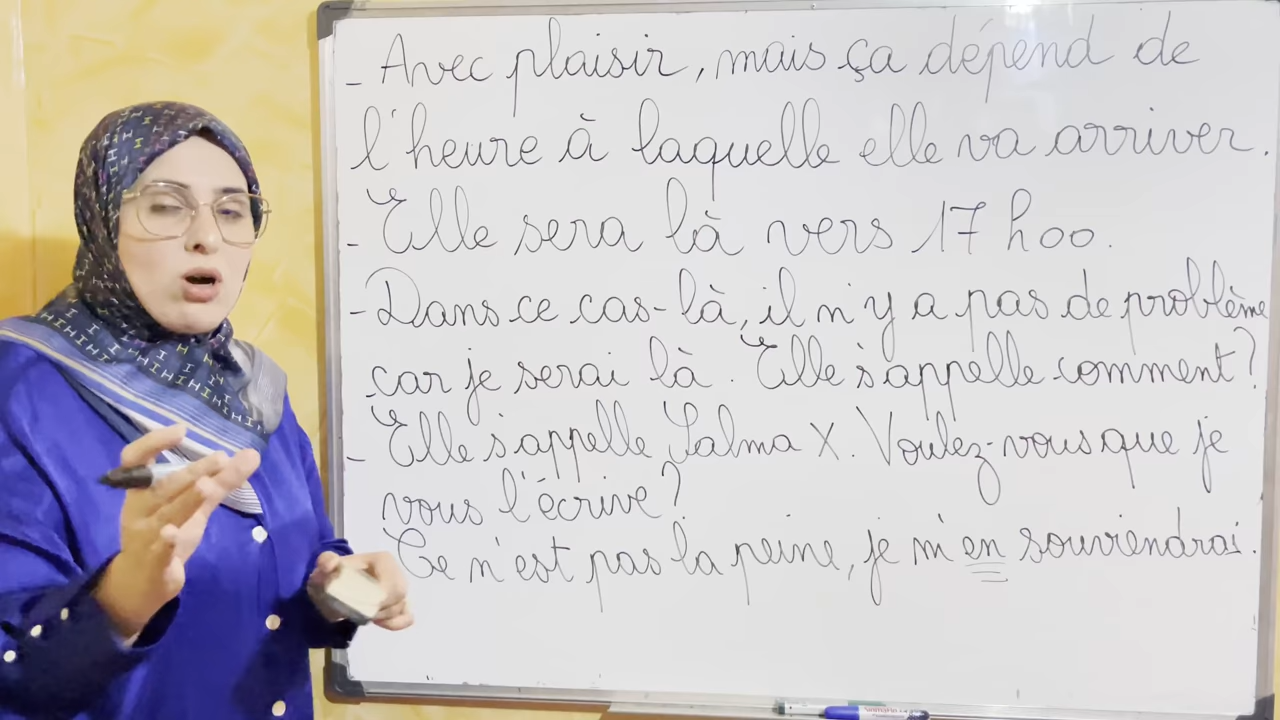 - Avec plaisir, mais ça dépend de
l'heure à laquelle elle va arriver.
- Elle sera là vers 17 h 00.
- Dans ce cas-là, il n'y a pas de problème
car je serai là. Elle s'appelle comment ?
- Elle s'appelle Salma X. Voulez-vous que je
vous l'écrive ?
Ce n'est pas la peine, je m'en souviendrai.